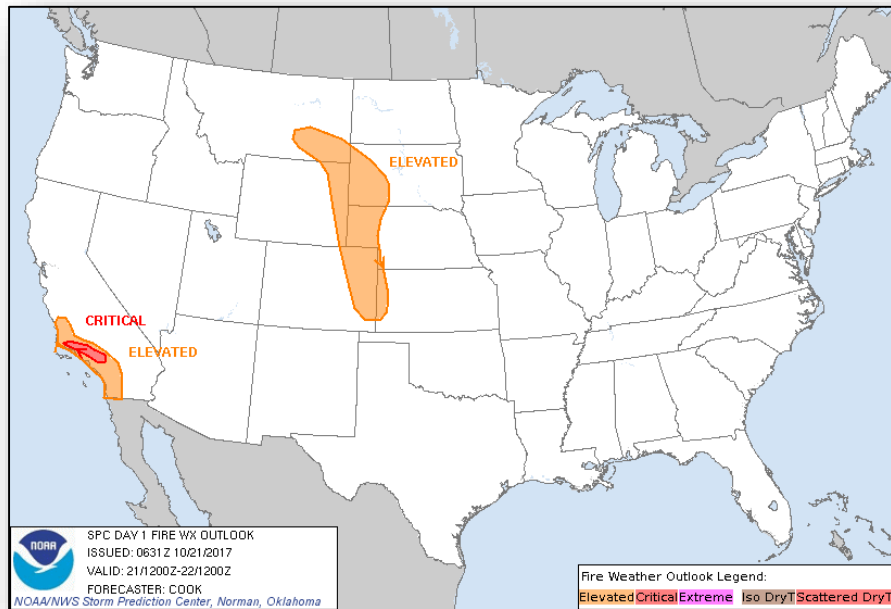 ELEVATED
CRITICAL
ELEVATED
NOAA
SPC DAY 1 FIRE WX OUTLOOK
ISSUED: 0631Z 10/21/2017
VALID: 21/1200Z-22/1200Z
FORECASTER: COOK
NOAA/NWS Storm Prediction Center, Norman, Oklahoma
Fire Weather Outlook Legend:
Elevated Critical Extreme Iso DryT Scattered DryT